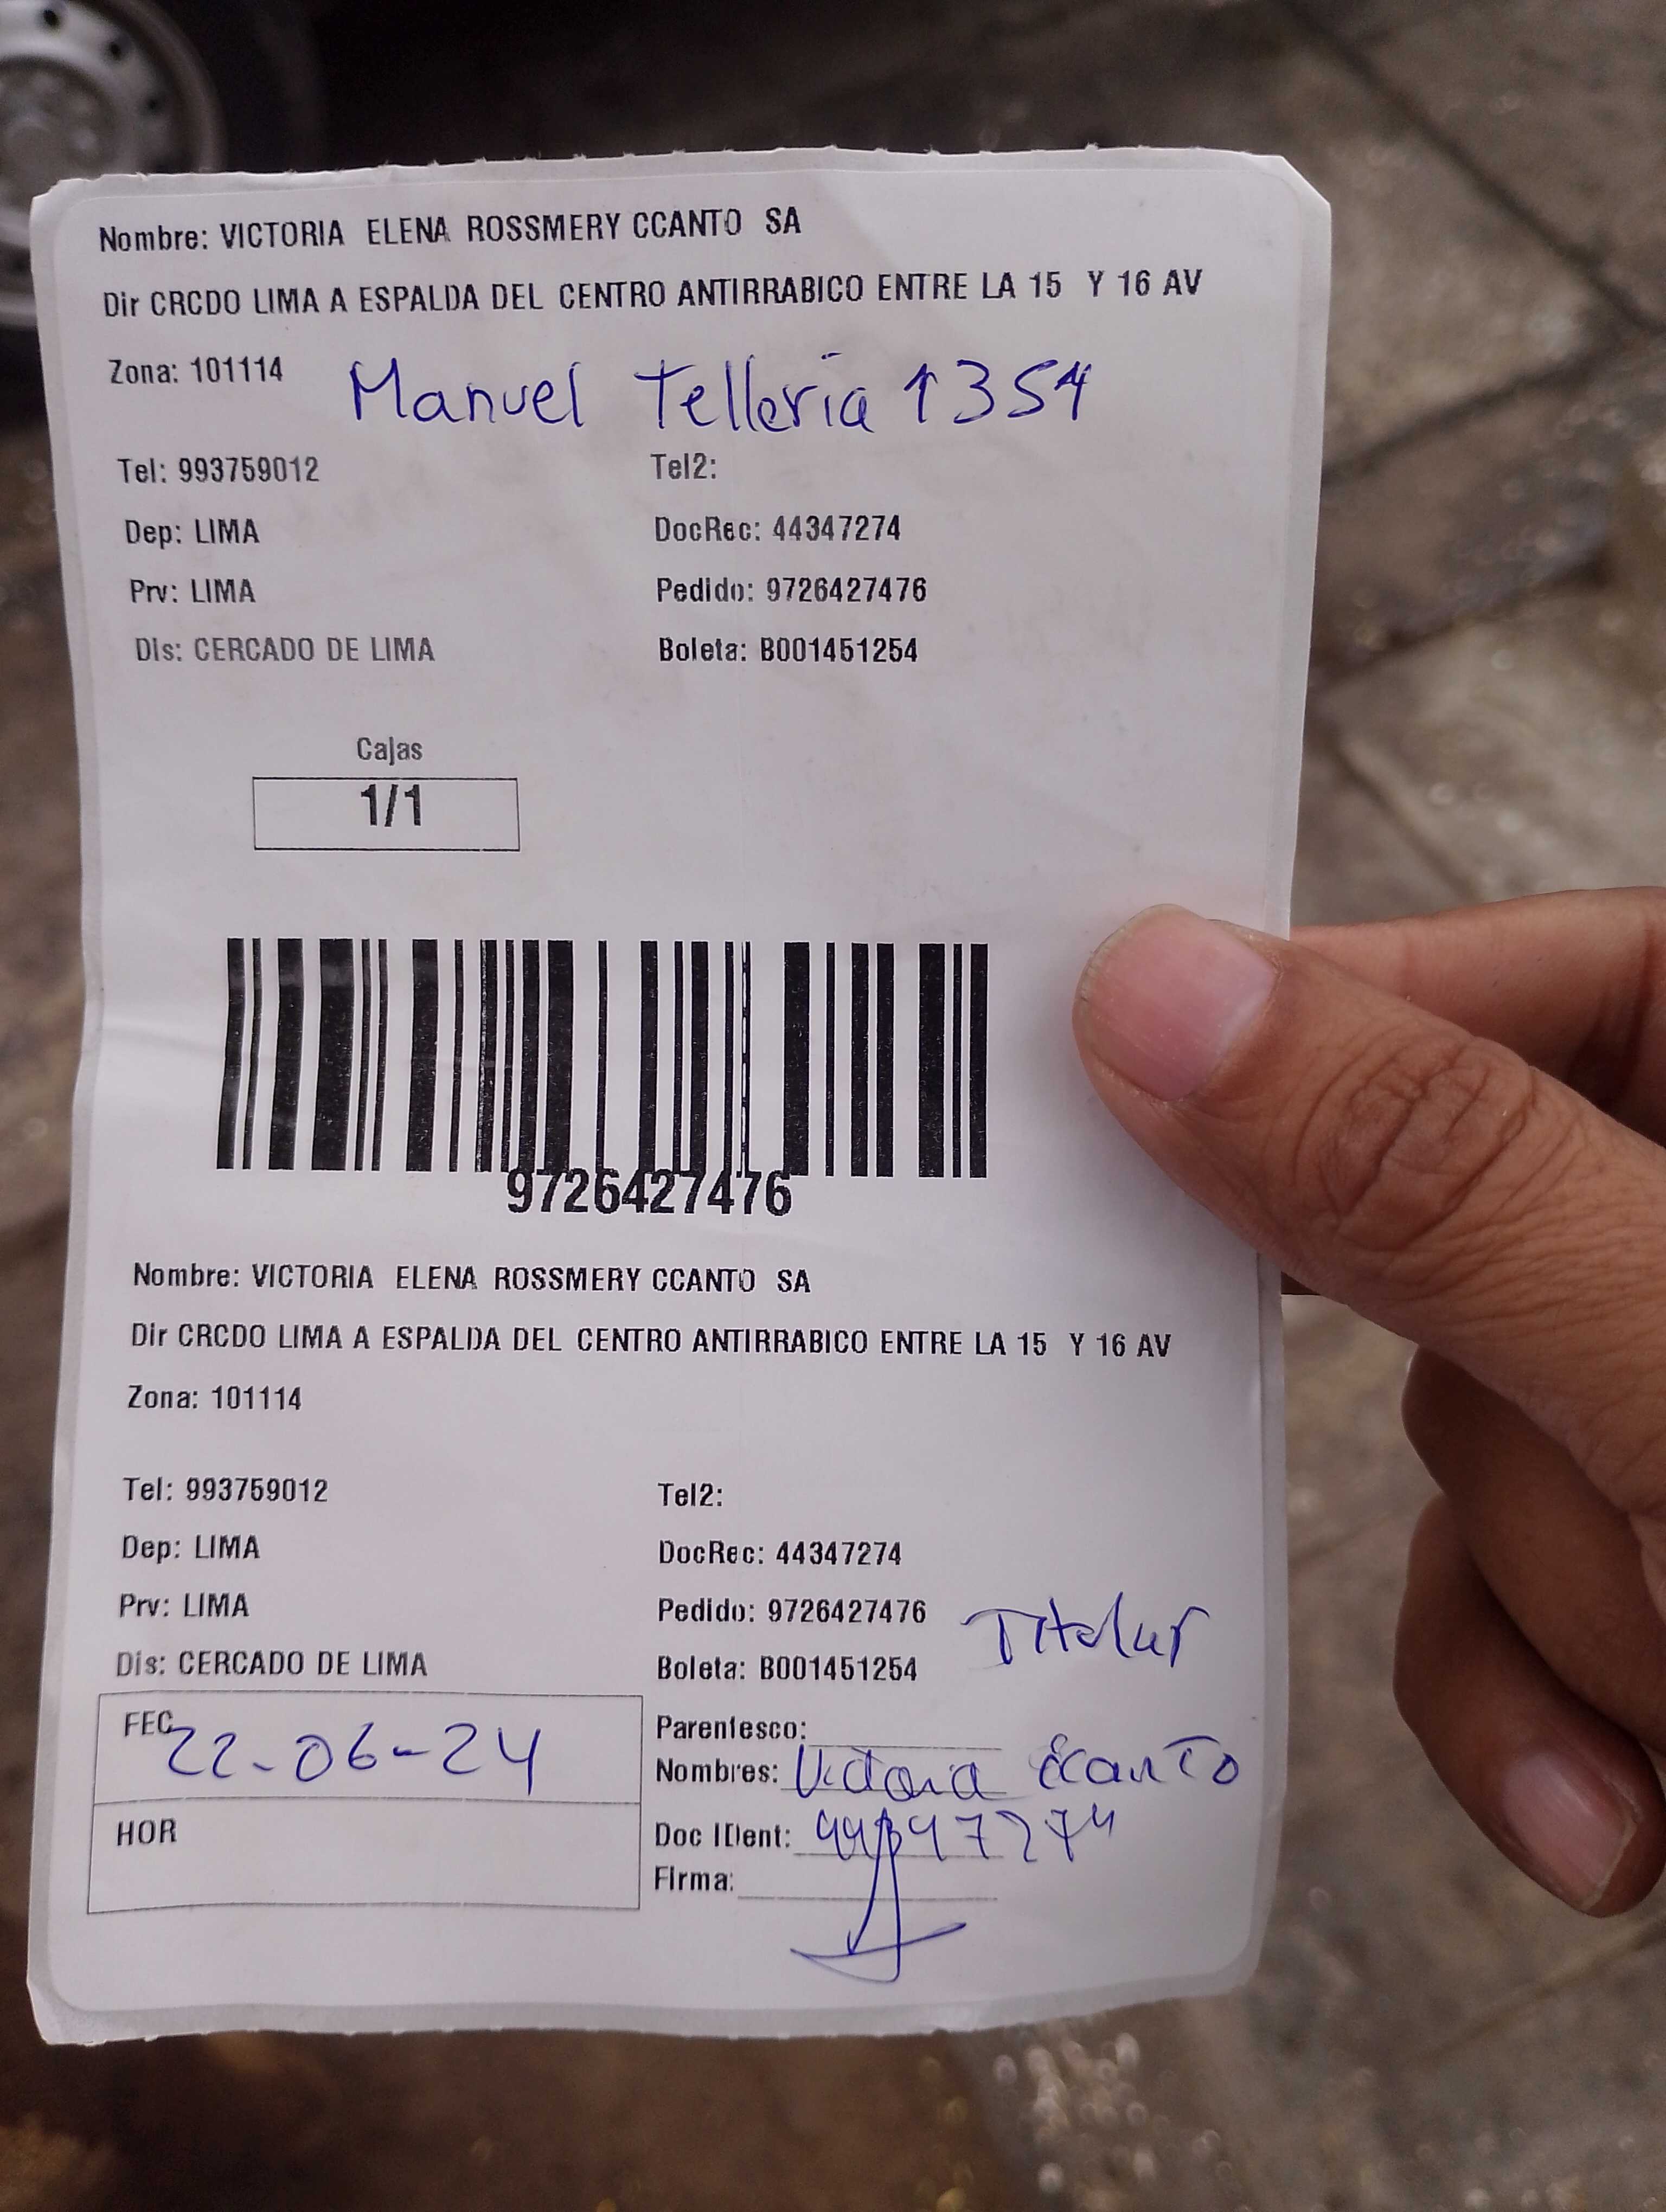 Nombre: VICTORIA ELENA ROSSMERY CCANTO SA
Dir CRCDO LIMA A ESPALDA DEL CENTRO ANTIRRABICO ENTRE LA 15 Y 16 AV
Zona: 101114 Manuel Telleria 1354
Tel: 993759012 Tel2:
Dep: LIMA DocRec: 44347274
Prv: LIMA Pedido: 9726427476
Dis: CERCADO DE LIMA Boleta: B001451254
Cajas
1/1
9726427476
Nombre: VICTORIA ELENA ROSSMERY CCANTO SA
Dir CRCDO LIMA A ESPALDA DEL CENTRO ANTIRRABICO ENTRE LA 15 Y 16 AV
Zona: 101114
Tel: 993759012 Tel2:
Dep: LIMA DocRec: 44347274
Prv: LIMA Pedido: 9726427476 Titular
Dis: CERCADO DE LIMA Boleta: B001451254
FEC 22-06-24 Parentesco:
Nombres: Victoria Ccanto
HOR Doc IDent: 44347274
Firma: